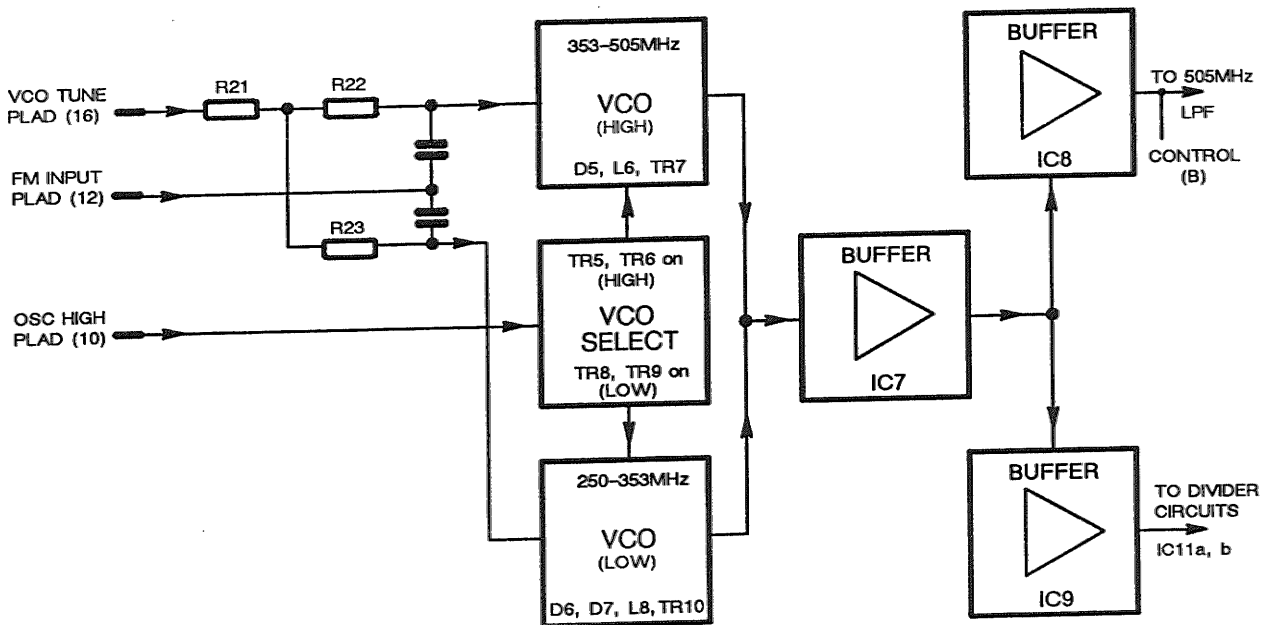 VCO TUNE
PLAD (16)
R21
R22
FM INPUT
PLAD (12)
R23
OSC HIGH
PLAD (10)
353–505MHz
VCO
(HIGH)
D5, L6, TR7
TR5, TR6 on
(HIGH)
VCO
SELECT
TR8, TR9 on
(LOW)
250–353MHz
VCO
(LOW)
D6, D7, L8, TR10
BUFFER
IC7
BUFFER
IC8
TO 505MHz
LPF
CONTROL
(B)
BUFFER
IC9
TO DIVIDER
CIRCUITS
IC11a, b